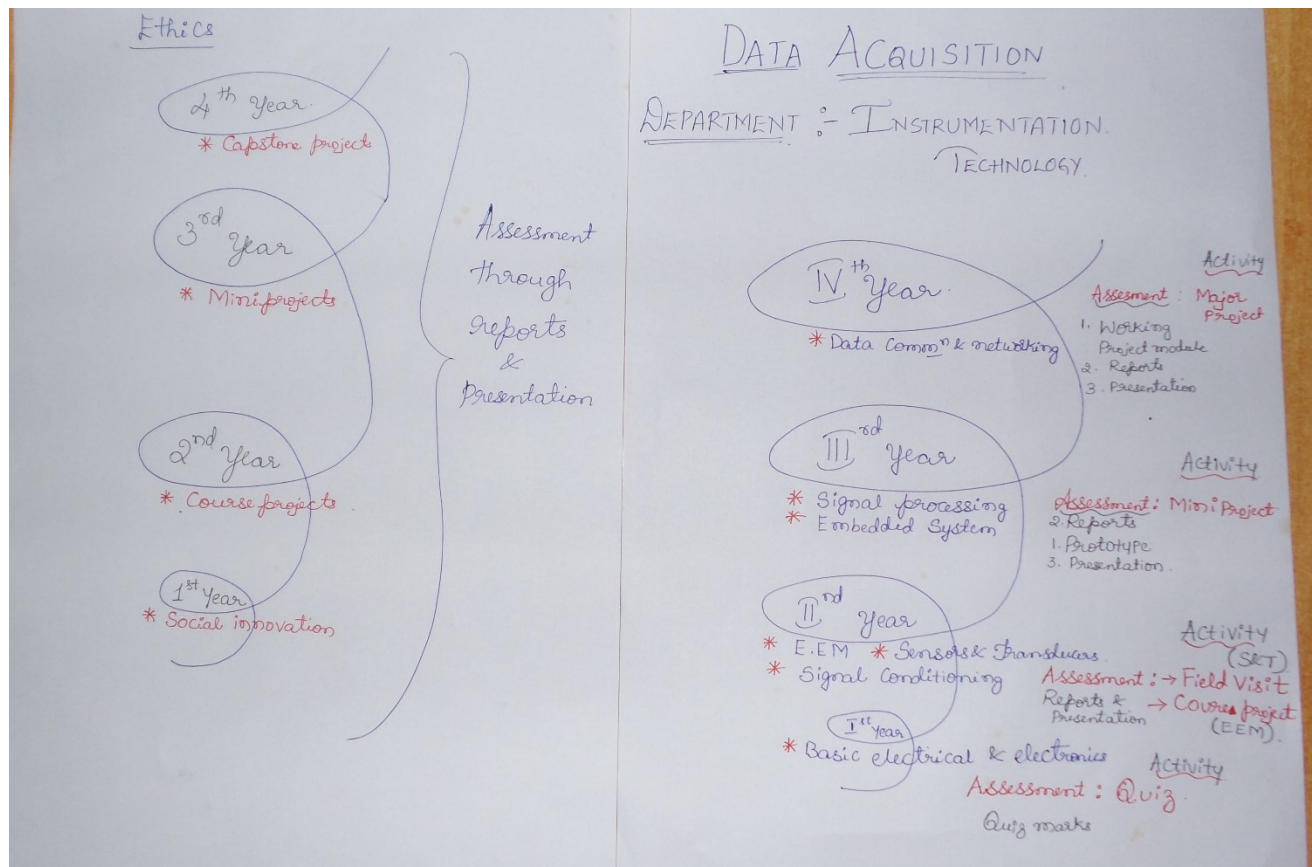 Ethics
4th Year.
* Capstone project
3rd Year
* Mini projects
2nd Year
* Course projects
1st Year
* Social innovation
Assessment
through
reports
&
Presentation
DATA ACQUISITION
DEPARTMENT :- INSTRUMENTATION.
TECHNOLOGY.
IVth Year.
* Data Commn & networking
Activity
Assesment : Major
Project
1. Working
Project module
2. Reports
3. Presentation
IIIrd Year
* Signal processing
* Embedded System
Activity
Assessment : Mini Project
2. Reports
1. Prototype
3. Presentation.
IInd Year
* E.EM * Sensors & Transducers.
* Signal Conditioning
Activity
(S&T)
Assessment : → Field Visit
Reports & → Course project
Presentation (EEM).
Ist Year
* Basic electrical & electronics
Activity
Assessment : Quiz.
Quiz marks